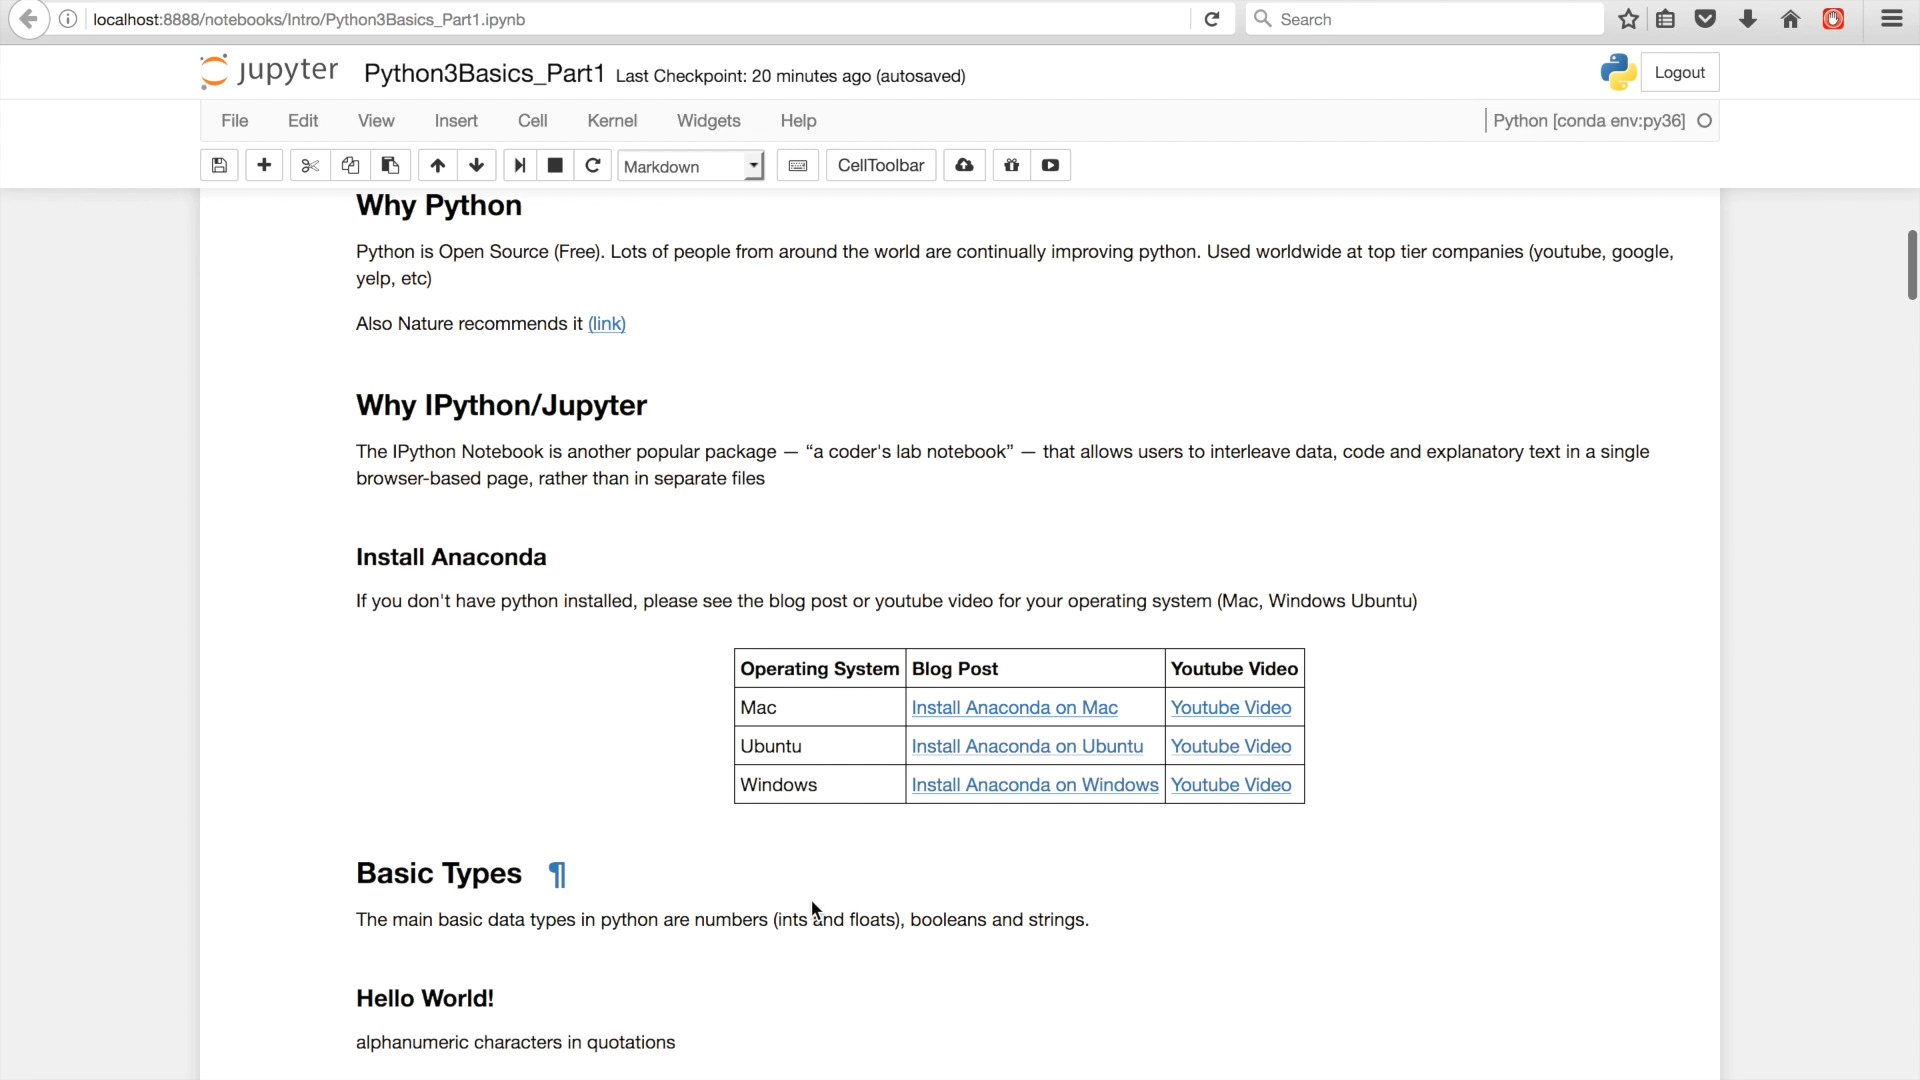 localhost:8888/notebooks/Intro/Python3Basics_Part1.ipynb
Search
jupyter Python3Basics_Part1 Last Checkpoint: 20 minutes ago (autosaved)
Logout
File Edit View Insert Cell Kernel Widgets Help
Python [conda env:py36]
Markdown
CellToolbar
Why Python
Python is Open Source (Free). Lots of people from around the world are continually improving python. Used worldwide at top tier companies (youtube, google,
yelp, etc)
Also Nature recommends it (link)
Why IPython/Jupyter
The IPython Notebook is another popular package — “a coder's lab notebook” — that allows users to interleave data, code and explanatory text in a single
browser-based page, rather than in separate files
Install Anaconda
If you don't have python installed, please see the blog post or youtube video for your operating system (Mac, Windows Ubuntu)
Operating System Blog Post Youtube Video
Mac Install Anaconda on Mac Youtube Video
Ubuntu Install Anaconda on Ubuntu Youtube Video
Windows Install Anaconda on Windows Youtube Video
Basic Types ¶
The main basic data types in python are numbers (ints and floats), booleans and strings.
Hello World!
alphanumeric characters in quotations